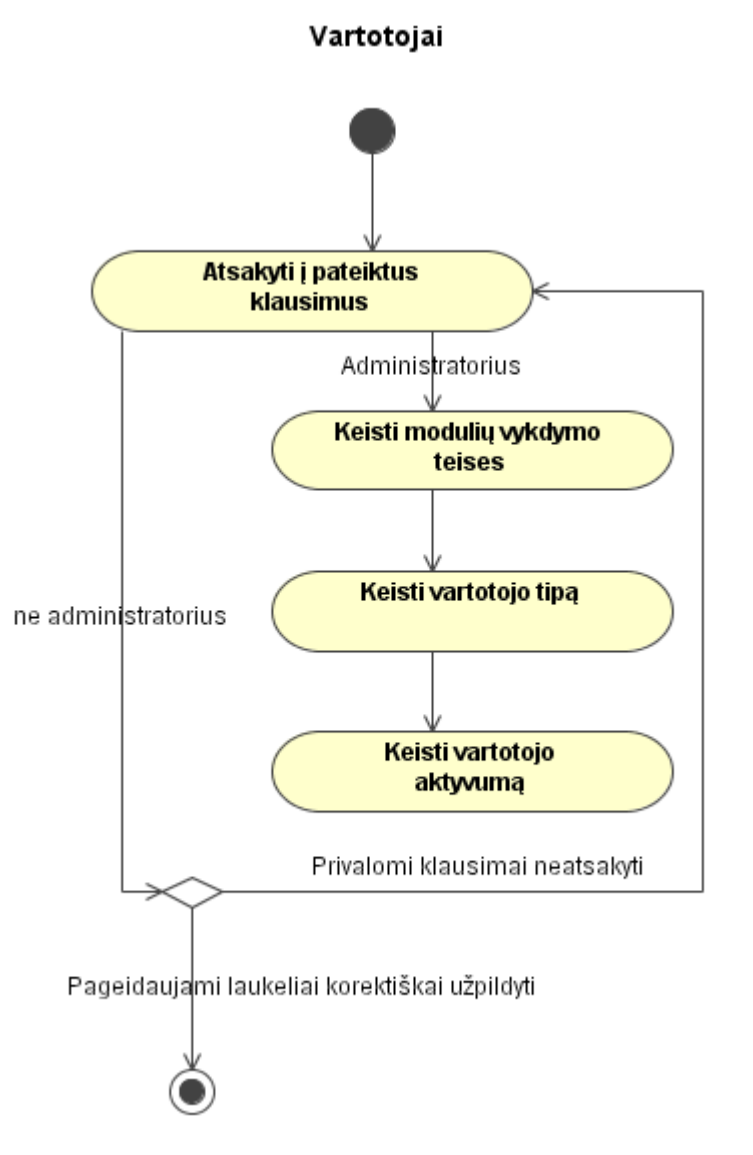 Vartotojai
Atsakyti į pateiktus
klausimus
Administratorius
Keisti modulių vykdymo
teises
Keisti vartotojo tipą
ne administratorius
Keisti vartotojo
aktyvumą
Privalomi klausimai neatsakyti
Pageidaujami laukeliai korektiškai užpildyti